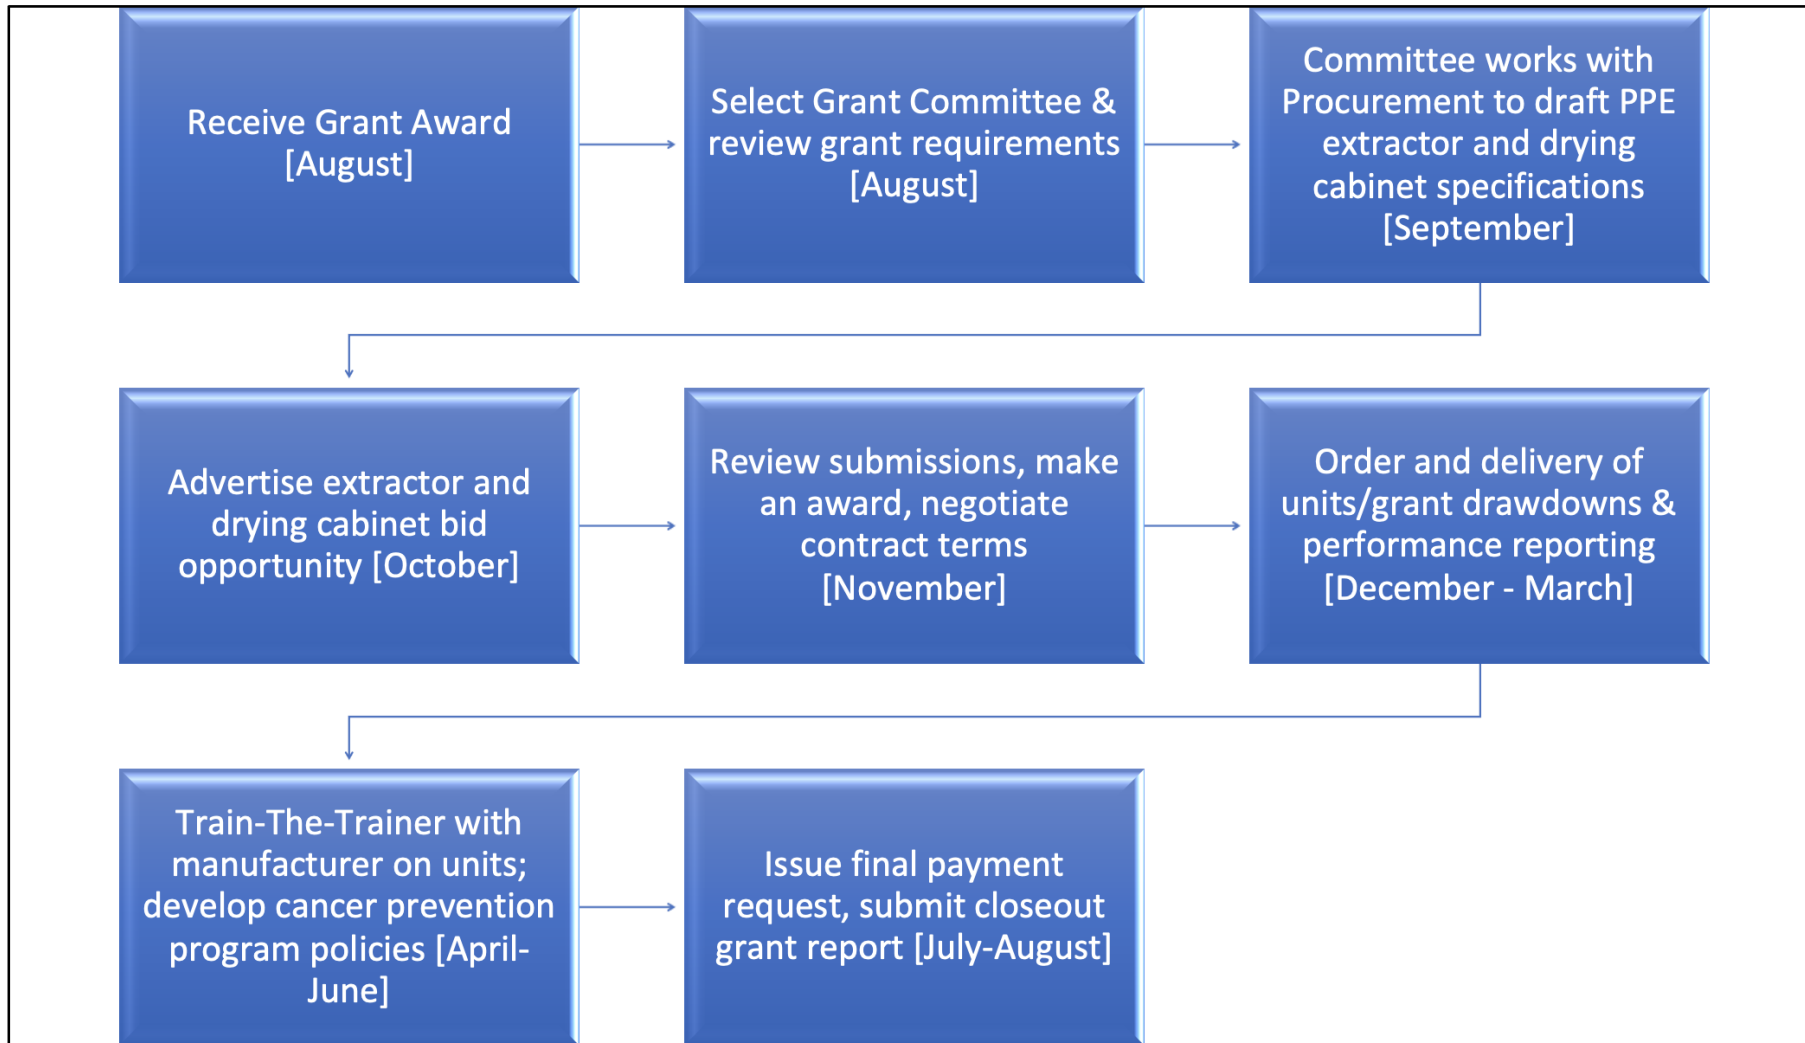 Receive Grant Award
[August]
Select Grant Committee &
review grant requirements
[August]
Committee works with
Procurement to draft PPE
extractor and drying
cabinet specifications
[September]
Advertise extractor and
drying cabinet bid
opportunity [October]
Review submissions, make
an award, negotiate
contract terms
[November]
Order and delivery of
units/grant drawdowns &
performance reporting
[December - March]
Train-The-Trainer with
manufacturer on units;
develop cancer prevention
program policies [April-
June]
Issue final payment
request, submit closeout
grant report [July-August]